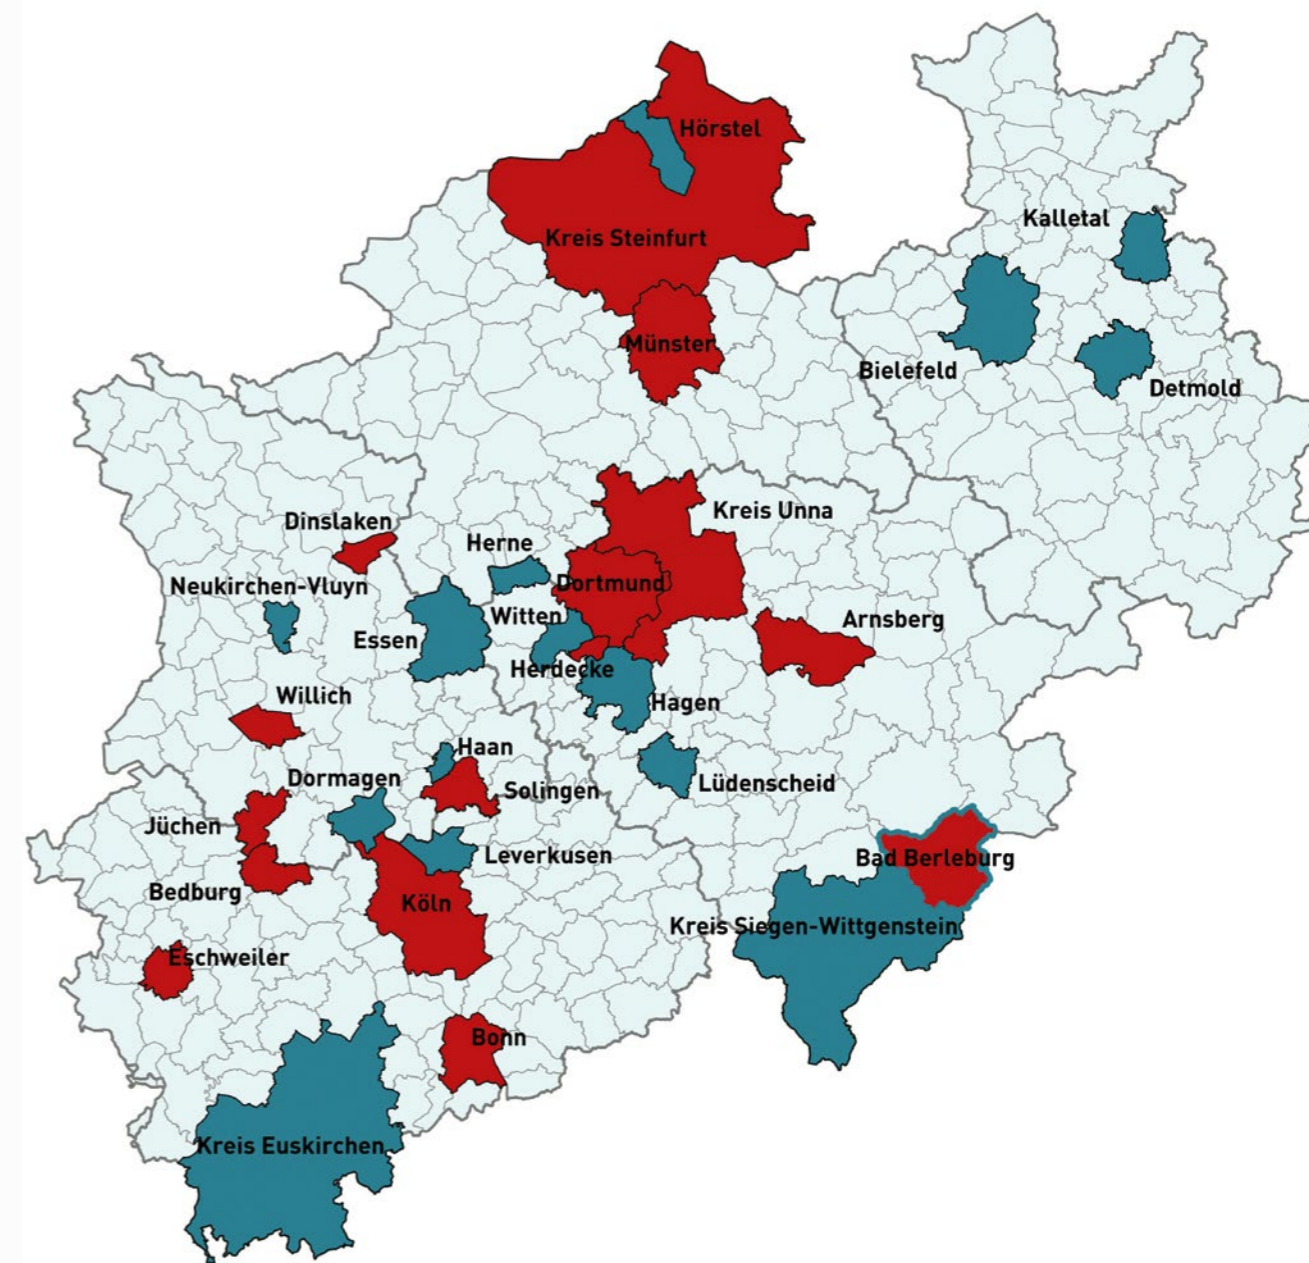 Hörstel
Kalletal
Kreis Steinfurt
Münster
Bielefeld
Detmold
Kreis Unna
Dinslaken
Herne
Dortmund
Neukirchen-Vluyn
Witten
Arnsberg
Essen
Herdecke
Willich
Hagen
Haan
Dormagen
Lüdenscheid
Solingen
Jüchen
Leverkusen
Bad Berleburg
Bedburg
Köln
Kreis Siegen-Wittgenstein
Eschweiler
Bonn
Kreis Euskirchen